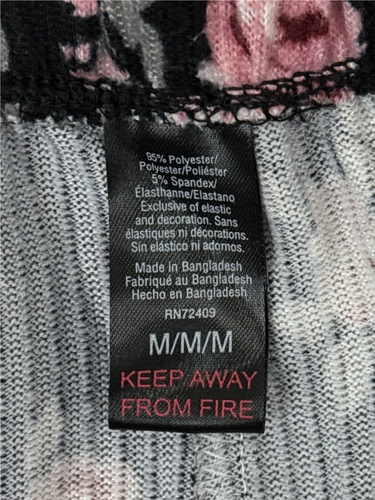 95% Polyester/
Polyester/Poliéster
5% Spandex/
Élasthanne/Elastano
Exclusive of elastic
and decoration. Sans
élastiques ni décorations.
Sin elástico ni adornos.
Made in Bangladesh
Fabriqué au Bangladesh
Hecho en Bangladesh
RN72409
M/M/M
KEEP AWAY
FROM FIRE